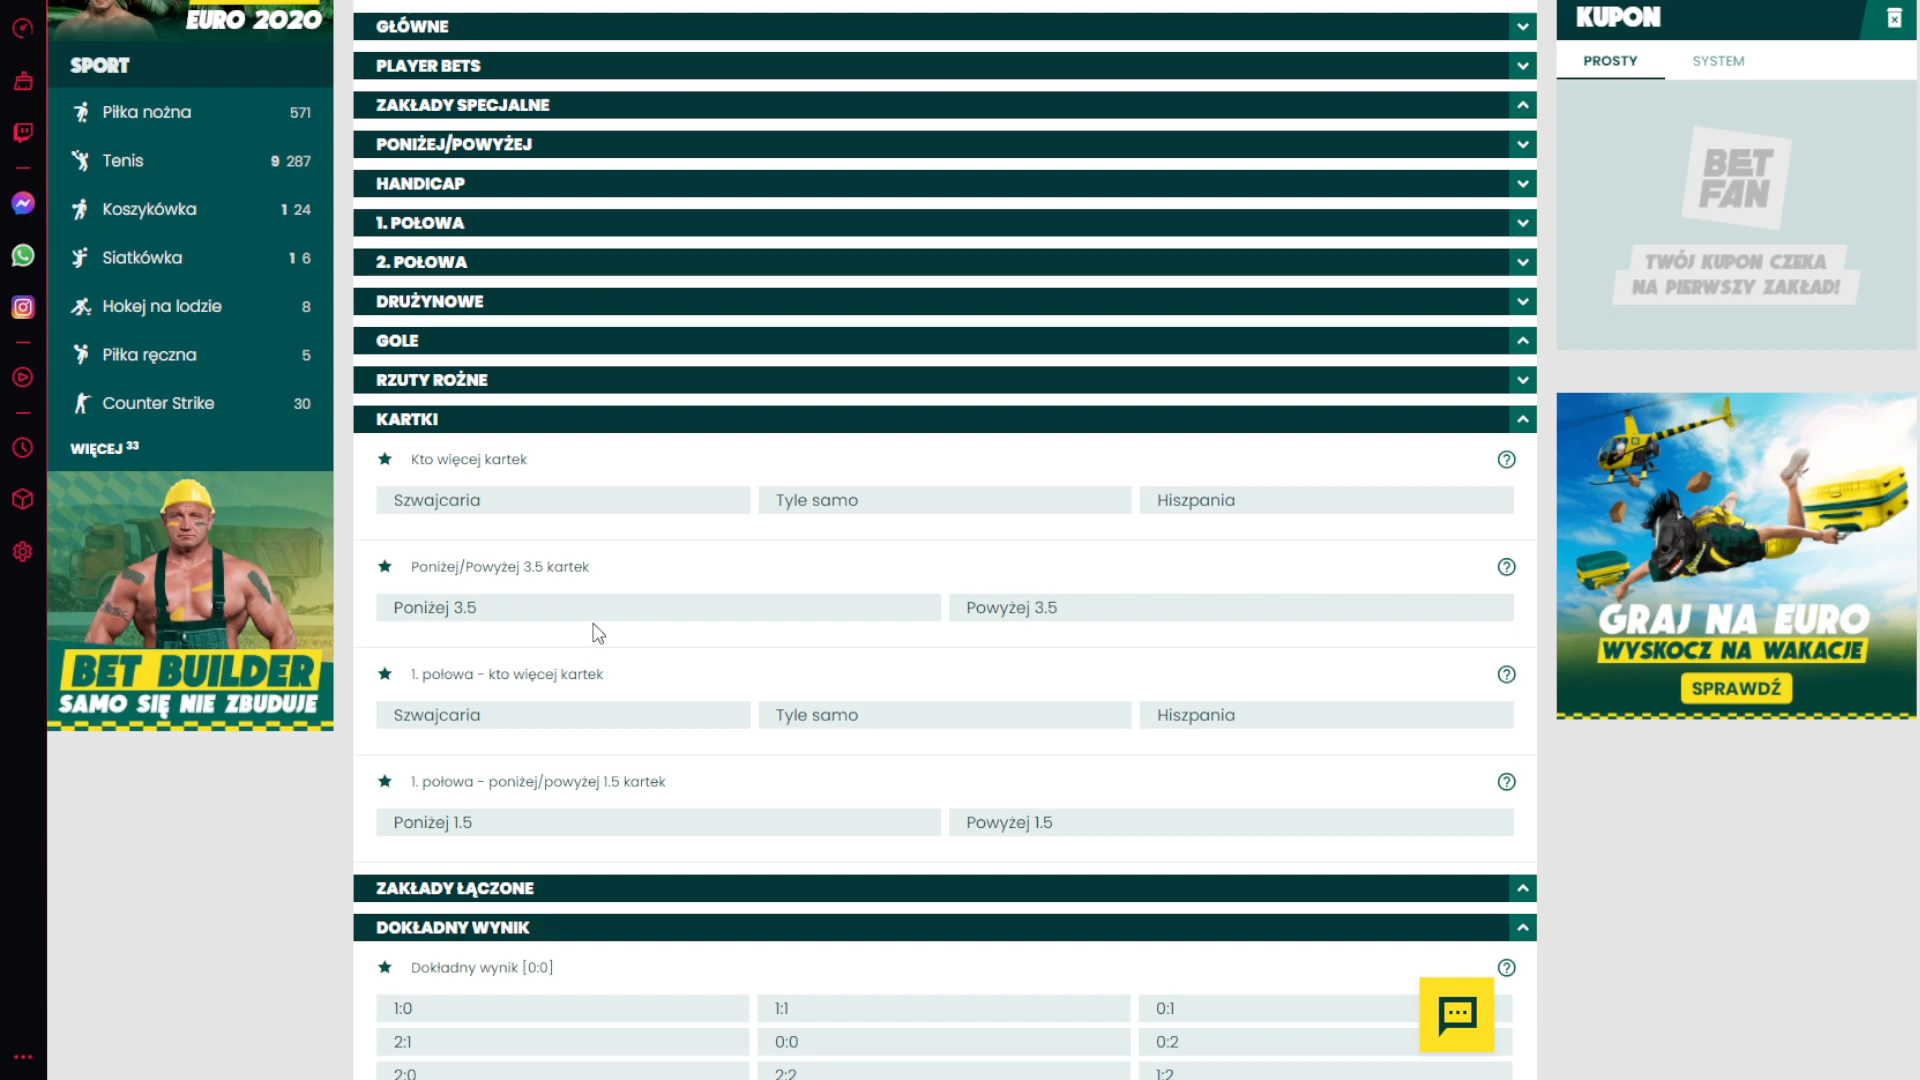 EURO 2020
SPORT
Piłka nożna 571
Tenis 9 287
Koszykówka 1 24
Siatkówka 1 6
Hokej na lodzie 8
Piłka ręczna 5
Counter Strike 30
WIĘCEJ 33
BET BUILDER
SAMO SIĘ NIE ZBUDUJE
GŁÓWNE
PLAYER BETS
ZAKŁADY SPECJALNE
PONIŻEJ/POWYŻEJ
HANDICAP
1. POŁOWA
2. POŁOWA
DRUŻYNOWE
GOLE
RZUTY ROŻNE
KARTKI
Kto więcej kartek
Szwajcaria Tyle samo Hiszpania
Poniżej/Powyżej 3.5 kartek
Poniżej 3.5 Powyżej 3.5
1. połowa - kto więcej kartek
Szwajcaria Tyle samo Hiszpania
1. połowa - poniżej/powyżej 1.5 kartek
Poniżej 1.5 Powyżej 1.5
ZAKŁADY ŁĄCZONE
DOKŁADNY WYNIK
Dokładny wynik [0:0]
1:0 1:1 0:1
2:1 0:0 0:2
2:0 2:2 1:2
KUPON
PROSTY SYSTEM
BET
FAN
TWÓJ KUPON CZEKA
NA PIERWSZY ZAKŁAD!
GRAJ NA EURO
WYSKOCZ NA WAKACJE
SPRAWDŹ